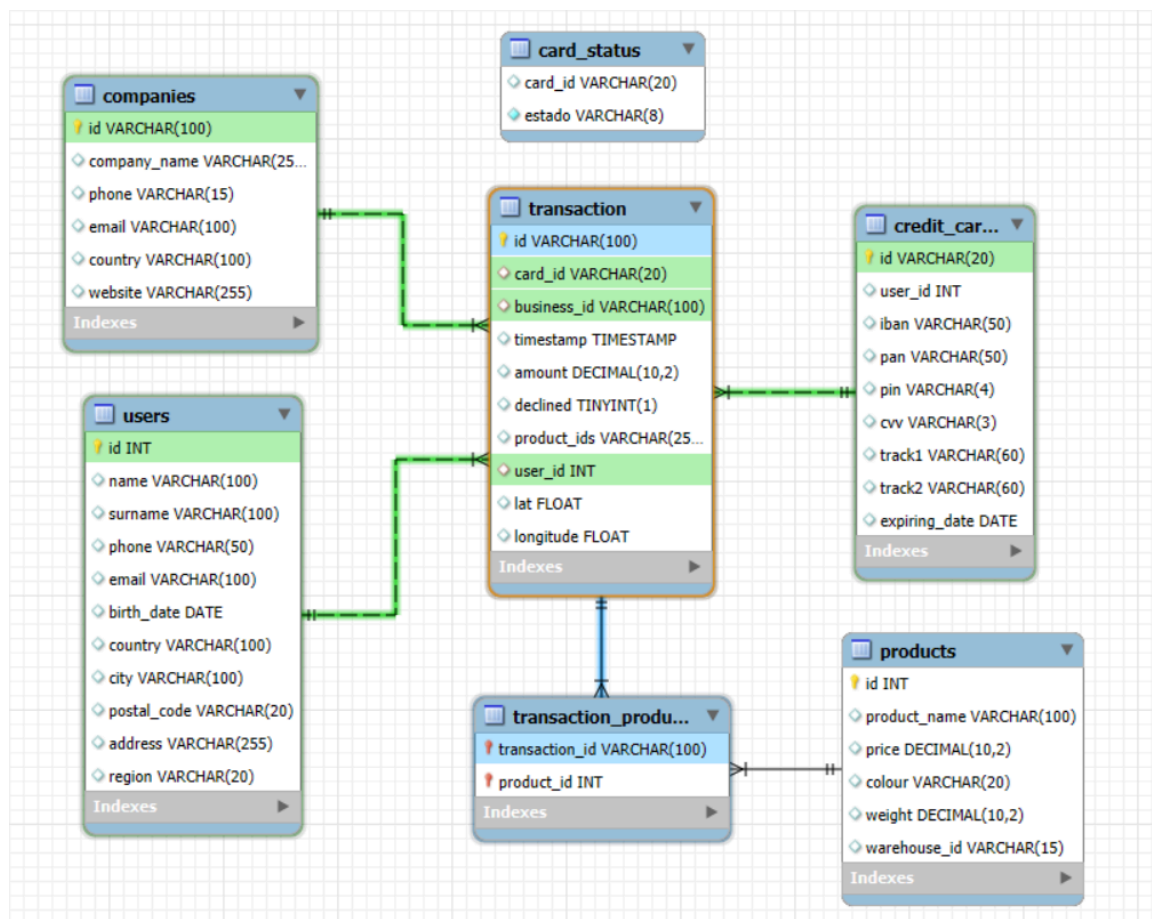 card_status
card_id VARCHAR(20)
estado VARCHAR(8)
companies
id VARCHAR(100)
company_name VARCHAR(25...
phone VARCHAR(15)
email VARCHAR(100)
country VARCHAR(100)
website VARCHAR(255)
Indexes
transaction
id VARCHAR(100)
card_id VARCHAR(20)
business_id VARCHAR(100)
timestamp TIMESTAMP
amount DECIMAL(10,2)
declined TINYINT(1)
product_ids VARCHAR(25...
user_id INT
lat FLOAT
longitude FLOAT
Indexes
credit_car...
id VARCHAR(20)
user_id INT
iban VARCHAR(50)
pan VARCHAR(50)
pin VARCHAR(4)
cvv VARCHAR(3)
track1 VARCHAR(60)
track2 VARCHAR(60)
expiring_date DATE
Indexes
users
id INT
name VARCHAR(100)
surname VARCHAR(100)
phone VARCHAR(50)
email VARCHAR(100)
birth_date DATE
country VARCHAR(100)
city VARCHAR(100)
postal_code VARCHAR(20)
address VARCHAR(255)
region VARCHAR(20)
Indexes
transaction_produ...
transaction_id VARCHAR(100)
product_id INT
Indexes
products
id INT
product_name VARCHAR(100)
price DECIMAL(10,2)
colour VARCHAR(20)
weight DECIMAL(10,2)
warehouse_id VARCHAR(15)
Indexes